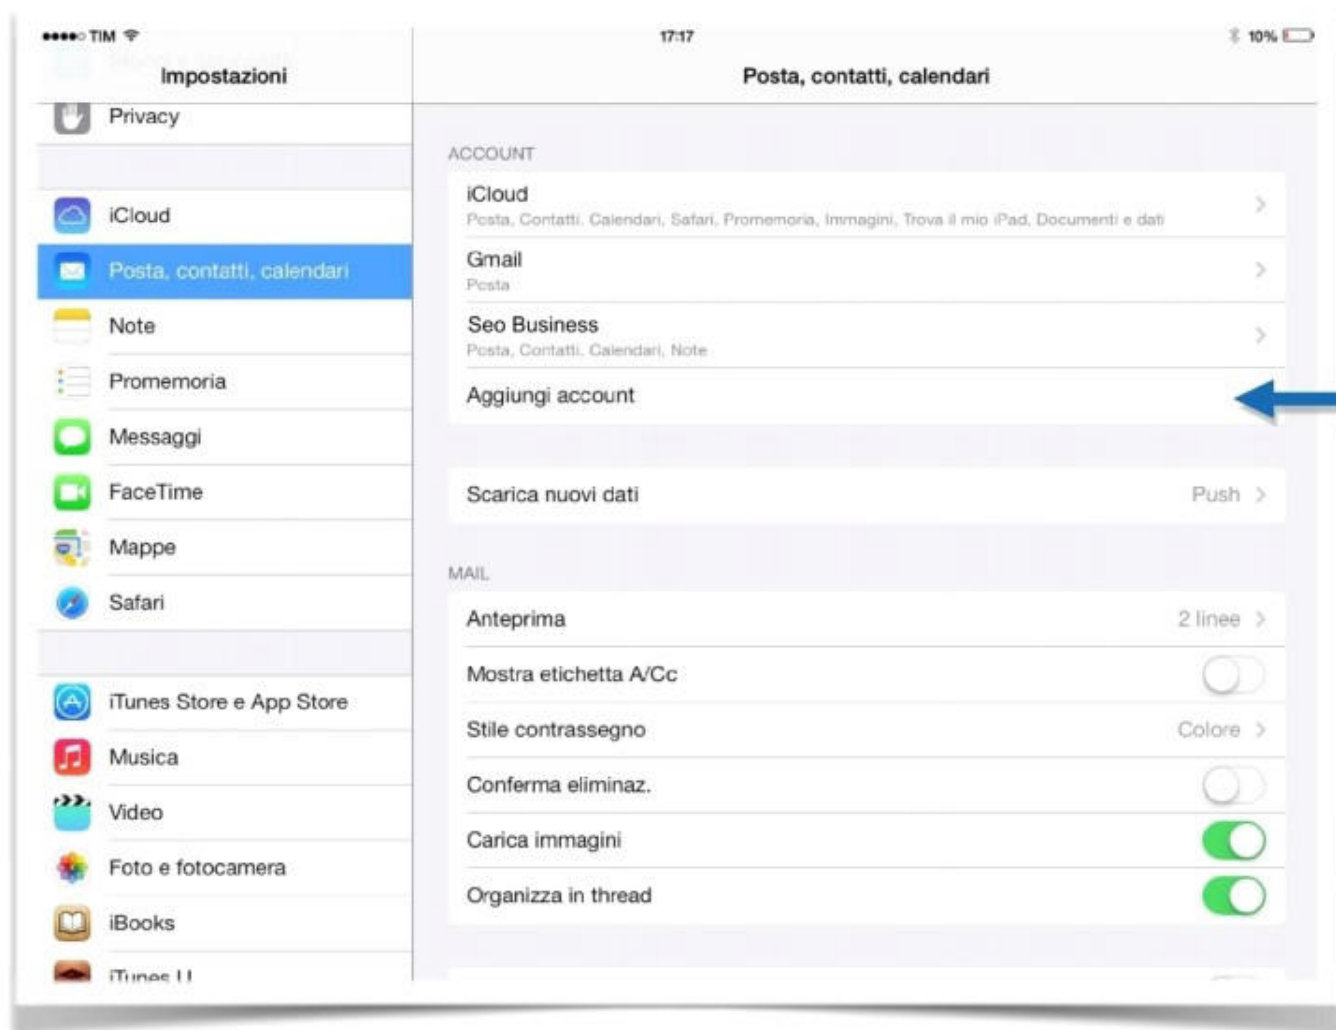 TIM 17:17 10%
Impostazioni
Posta, contatti, calendari
Privacy
iCloud
Posta, contatti, calendari
Note
Promemoria
Messaggi
FaceTime
Mappe
Safari
iTunes Store e App Store
Musica
Video
Foto e fotocamera
iBooks
iTunes U
ACCOUNT
iCloud
Posta, Contatti, Calendari, Safari, Promemoria, Immagini, Trova il mio iPad, Documenti e dati
Gmail
Posta
Seo Business
Posta, Contatti, Calendari, Note
Aggiungi account
Scarica nuovi dati Push
MAIL
Anteprima 2 linee
Mostra etichetta A/Cc
Stile contrassegno Colore
Conferma eliminaz.
Carica immagini
Organizza in thread